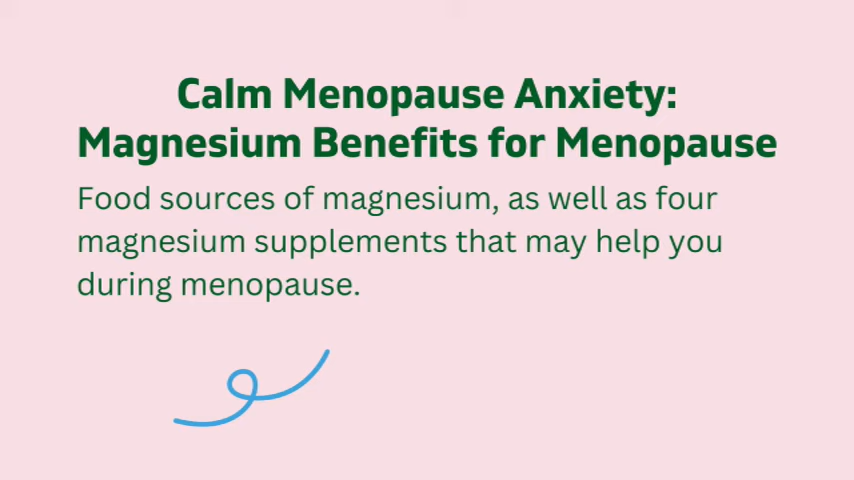 Calm Menopause Anxiety:
Magnesium Benefits for Menopause
Food sources of magnesium, as well as four
magnesium supplements that may help you
during menopause.